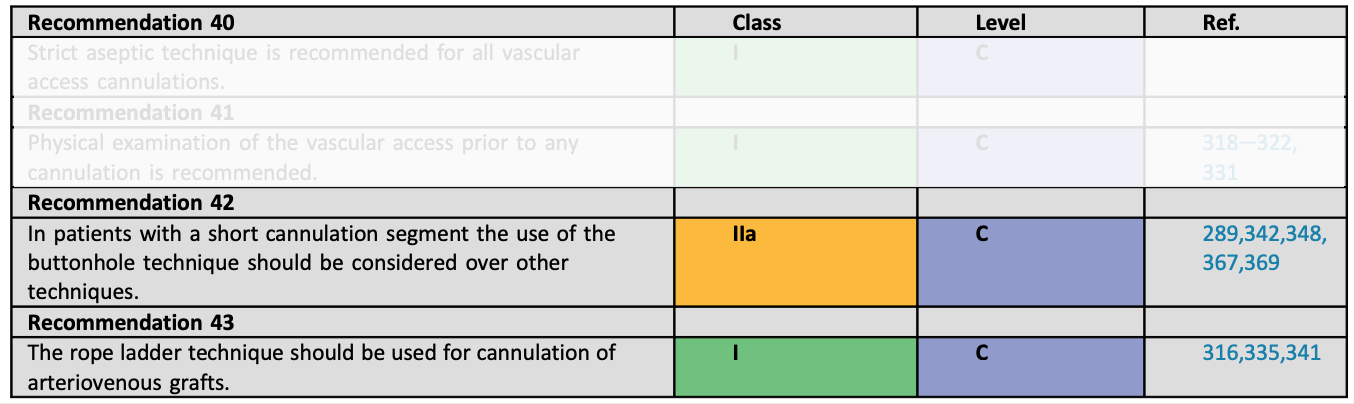 Recommendation 40 Class Level Ref.
Strict aseptic technique is recommended for all vascular I C
access cannulations.
Recommendation 41
Physical examination of the vascular access prior to any I C 318—322,
cannulation is recommended. 331
Recommendation 42
In patients with a short cannulation segment the use of the IIa C 289,342,348,
buttonhole technique should be considered over other 367,369
techniques.
Recommendation 43
The rope ladder technique should be used for cannulation of I C 316,335,341
arteriovenous grafts.